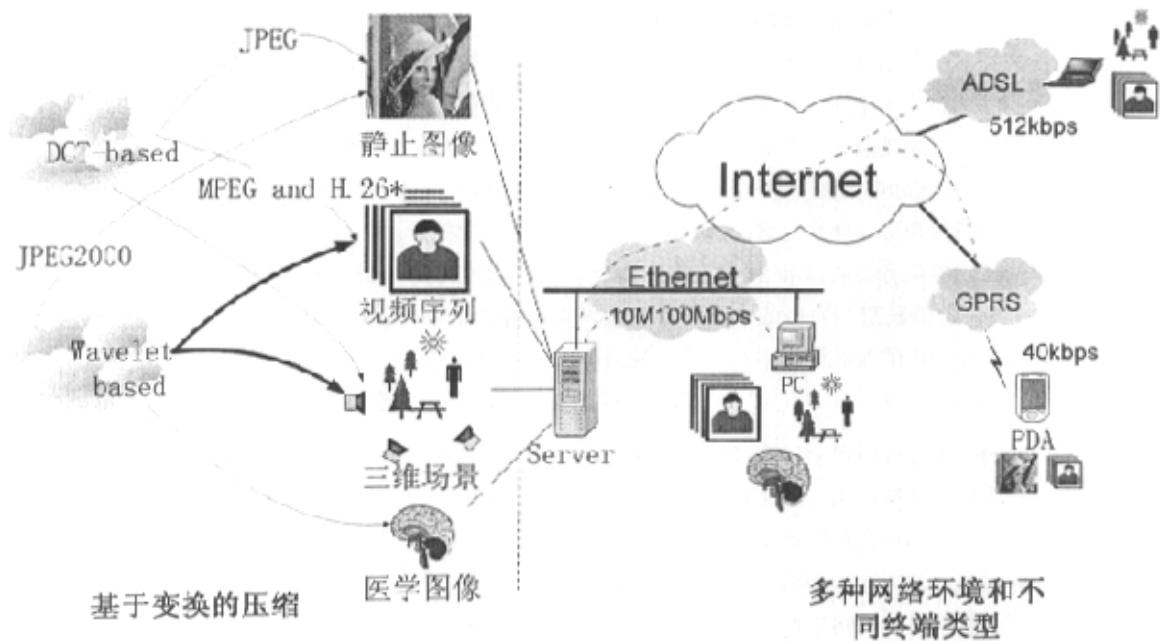 JPEG
静止图像
DCT-based
MPEG and H.26*
JPEG2000
视频序列
Wavelet
based
三维场景
医学图像
基于变换的压缩
Server
Ethernet
10M100Mbps
PC
Internet
ADSL
512kbps
GPRS
40kbps
PDA
多种网络环境和不
同终端类型